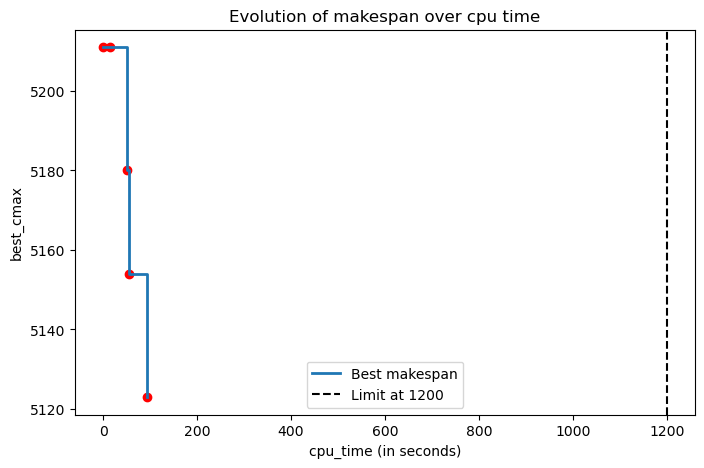 Evolution of makespan over cpu time
best_cmax
5200
5180
5160
5140
5120
Best makespan
Limit at 1200
0
200
400
600
800
1000
1200
cpu_time (in seconds)